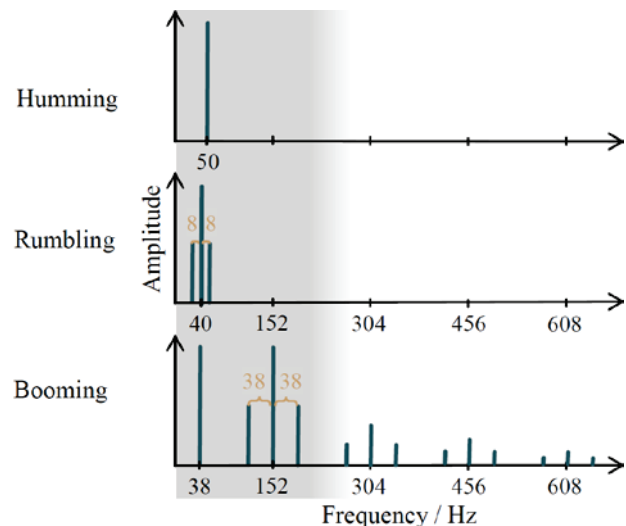 Humming
50
Rumbling
Amplitude
8 8
40 152 304 456 608
Booming
38 38
38 152 304 456 608
Frequency / Hz